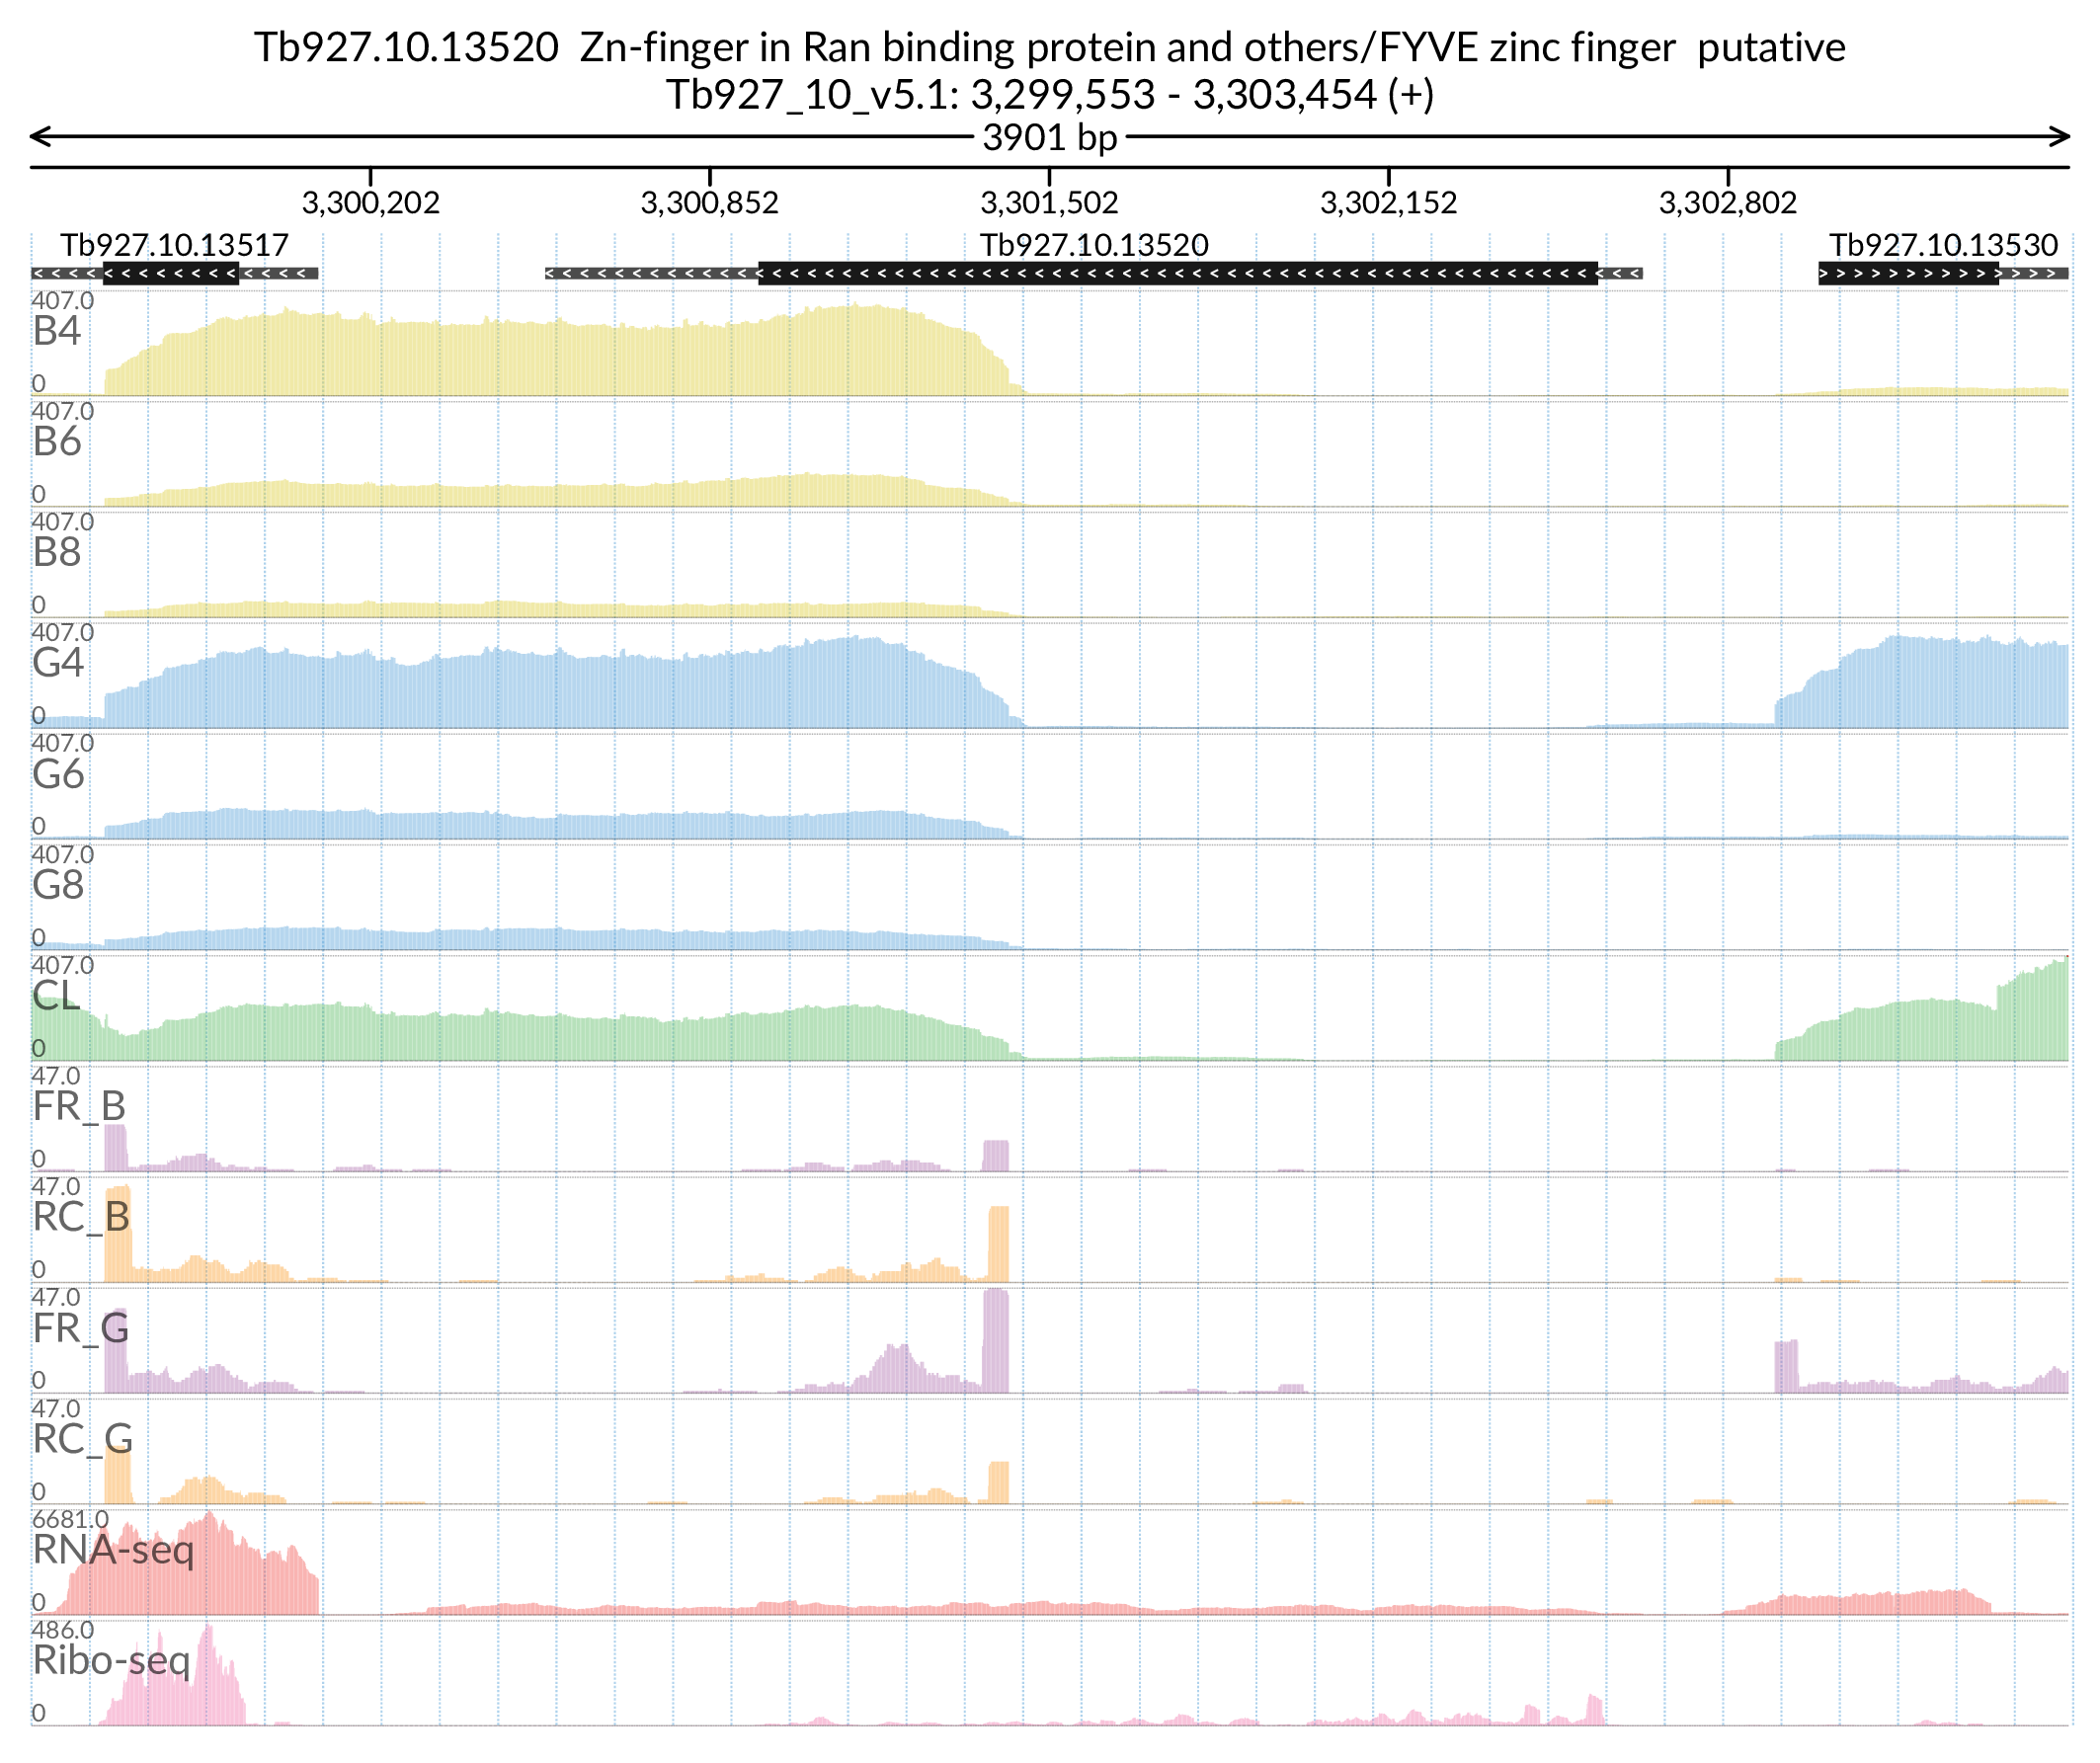 Tb927.10.13520  Zn-finger in Ran binding protein and others/FYVE zinc finger  putative
Tb927_10_v5.1: 3,299,553 - 3,303,454 (+)
3901 bp
3,300,202 3,300,852 3,301,502 3,302,152 3,302,802
Tb927.10.13517 Tb927.10.13520 Tb927.10.13530
407.0
B4
0
407.0
B6
0
407.0
B8
0
407.0
G4
0
407.0
G6
0
407.0
G8
0
407.0
CL
0
47.0
FR_B
0
47.0
RC_B
0
47.0
FR_G
0
47.0
RC_G
0
6681.0
RNA-seq
0
486.0
Ribo-seq
0